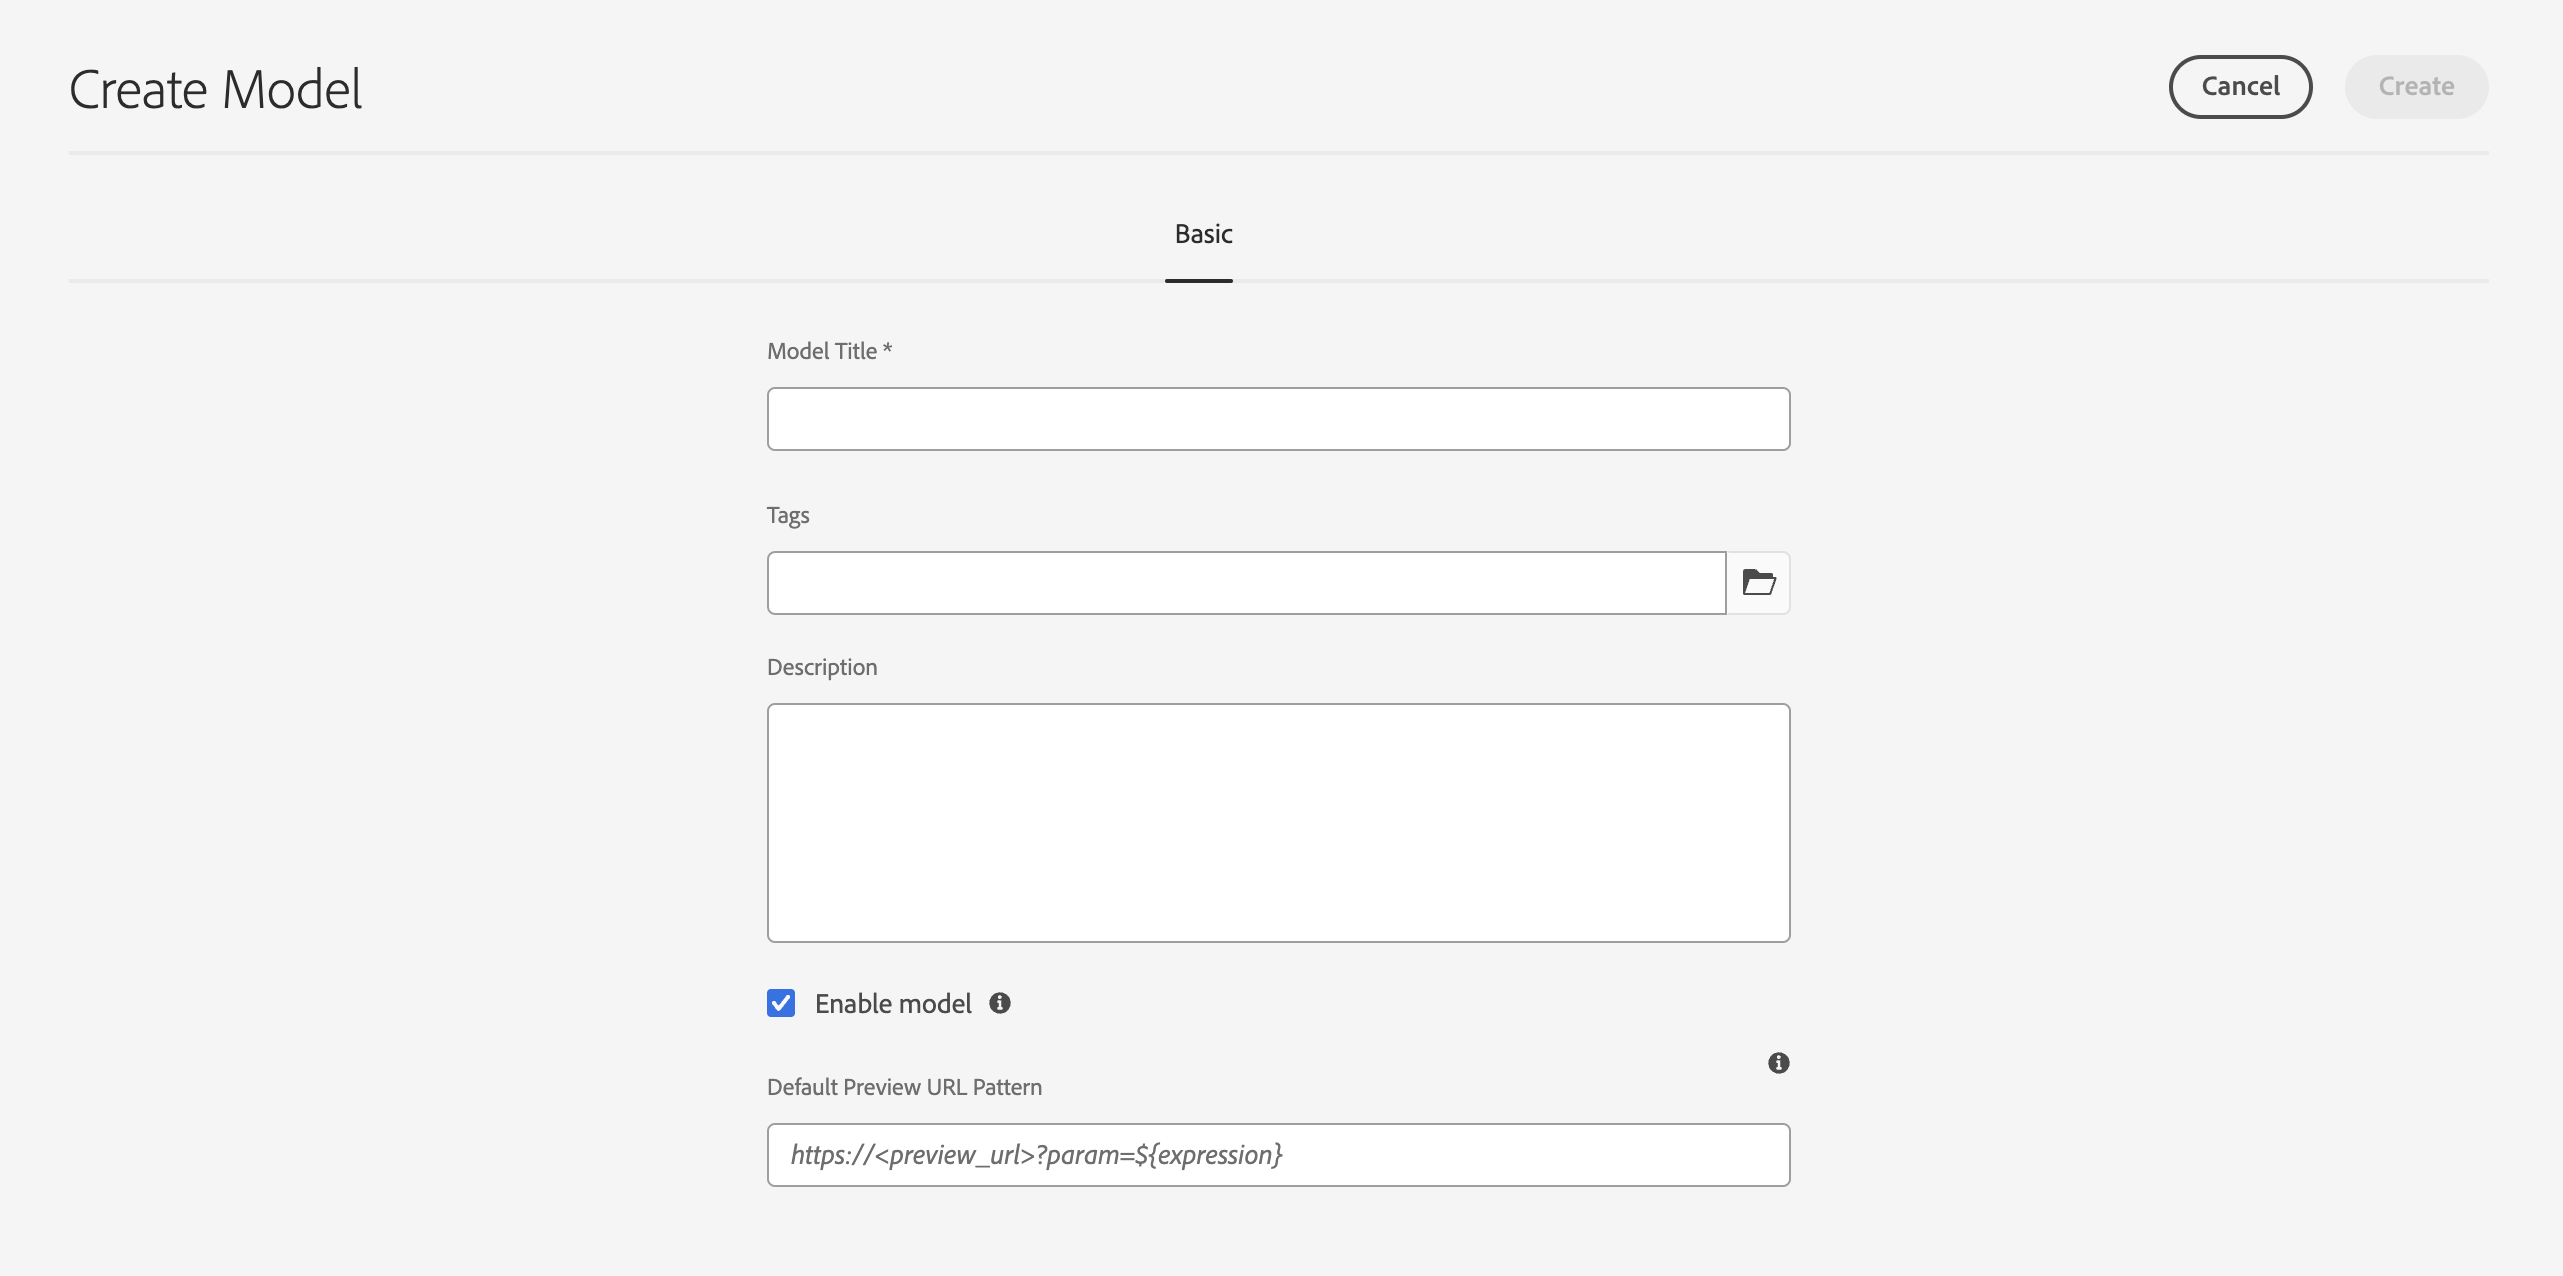 Create Model
Cancel
Create
Basic
Model Title *
Tags
Description
Enable model
Default Preview URL Pattern
https://<preview_url>?param=${expression}